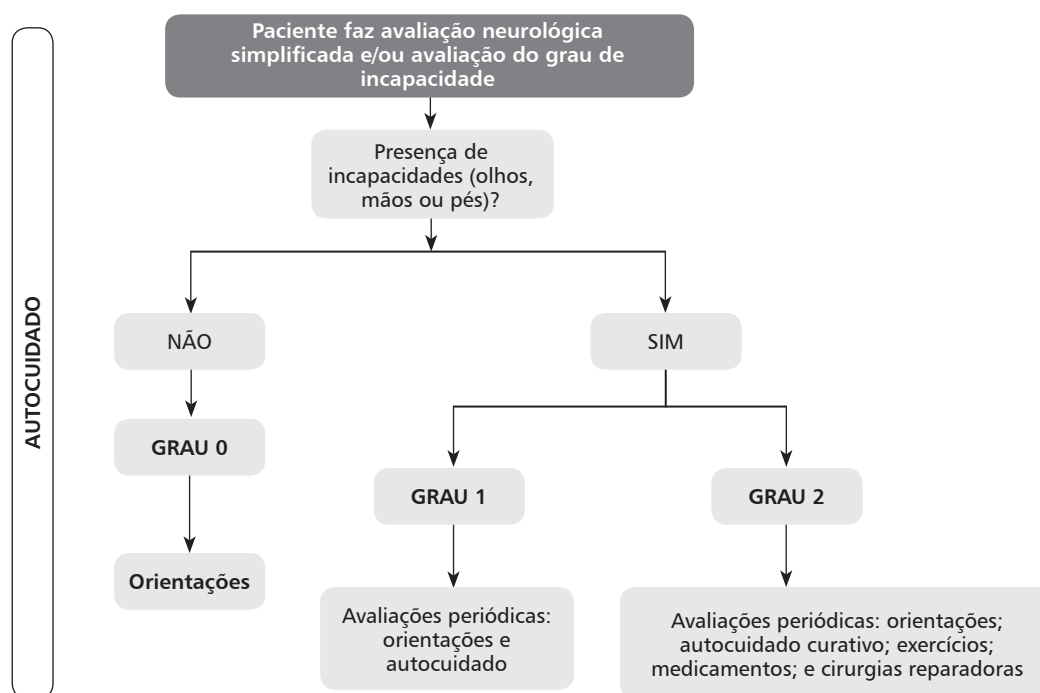 AUTOCUIDADO
Paciente faz avaliação neurológica
simplificada e/ou avaliação do grau de
incapacidade
Presença de
incapacidades (olhos,
mãos ou pés)?
NÃO
SIM
GRAU 0
GRAU 1
GRAU 2
Orientações
Avaliações periódicas:
orientações e
autocuidado
Avaliações periódicas: orientações;
autocuidado curativo; exercícios;
medicamentos; e cirurgias reparadoras